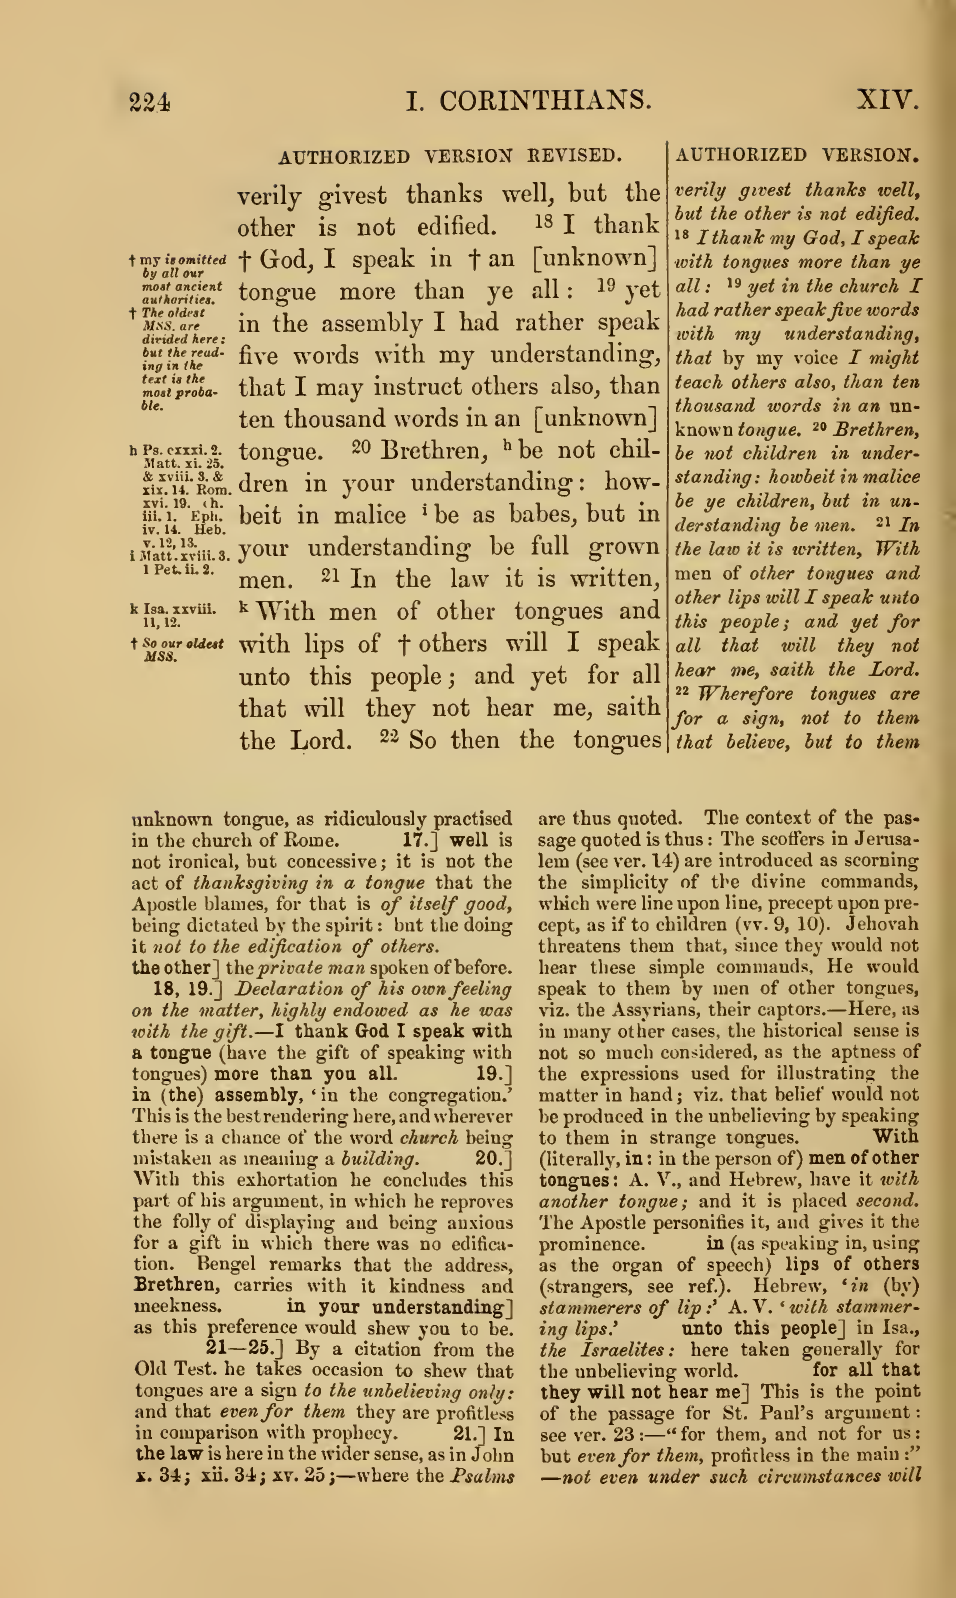 224
I. CORINTHIANS.
XIV.
AUTHORIZED VERSION REVISED.
verily givest thanks well, but the
other is not edified. 18 I thank
† God, I speak in † an [unknown]
tongue more than ye all: 19 yet
in the assembly I had rather speak
five words with my understanding,
that I may instruct others also, than
ten thousand words in an [unknown]
tongue. 20 Brethren, h be not chil-
dren in your understanding: how-
beit in malice i be as babes, but in
your understanding be full grown
men. 21 In the law it is written,
k With men of other tongues and
with lips of † others will I speak
unto this people; and yet for all
that will they not hear me, saith
the Lord. 22 So then the tongues
† my is omitted
by all our
most ancient
authorities.
† The oldest
MSS. are
divided here:
but the read-
ing in the
text is the
most proba-
ble.
h Ps. cxxxi. 2.
Matt. xi. 25.
& xviii. 3. &
xix. 14. Rom.
xvi. 19. ch.
iii. 1. Eph.
iv. 14. Heb.
v. 12, 13.
i Matt. xviii. 3.
1 Pet. ii. 2.
k Isa. xxviii.
11, 12.
† So our oldest
MSS.
AUTHORIZED VERSION.
verily givest thanks well,
but the other is not edified.
18 I thank my God, I speak
with tongues more than ye
all: 19 yet in the church I
had rather speak five words
with my understanding,
that by my voice I might
teach others also, than ten
thousand words in an un-
known tongue. 20 Brethren,
be not children in under-
standing: howbeit in malice
be ye children, but in un-
derstanding be men. 21 In
the law it is written, With
men of other tongues and
other lips will I speak unto
this people; and yet for
all that will they not
hear me, saith the Lord.
22 Wherefore tongues are
for a sign, not to them
that believe, but to them
unknown tongue, as ridiculously practised
in the church of Rome. 17.] well is
not ironical, but concessive; it is not the
act of thanksgiving in a tongue that the
Apostle blames, for that is of itself good,
being dictated by the spirit: but the doing
it not to the edification of others.
the other] the private man spoken of before.
18, 19.] Declaration of his own feeling
on the matter, highly endowed as he was
with the gift.—I thank God I speak with
a tongue (have the gift of speaking with
tongues) more than you all. 19.]
in (the) assembly, ‘in the congregation.’
This is the best rendering here, and wherever
there is a chance of the word church being
mistaken as meaning a building. 20.]
With this exhortation he concludes this
part of his argument, in which he reproves
the folly of displaying and being anxious
for a gift in which there was no edifica-
tion. Bengel remarks that the address,
Brethren, carries with it kindness and
meekness. in your understanding]
as this preference would shew you to be.
21—25.] By a citation from the
Old Test. he takes occasion to shew that
tongues are a sign to the unbelieving only:
and that even for them they are profitless
in comparison with prophecy. 21.] In
the law is here in the wider sense, as in John
x. 34; xii. 34; xv. 25;—where the Psalms
are thus quoted. The context of the pas-
sage quoted is thus: The scoffers in Jerusa-
lem (see ver. 14) are introduced as scorning
the simplicity of the divine commands,
which were line upon line, precept upon pre-
cept, as if to children (vv. 9, 10). Jehovah
threatens them that, since they would not
hear these simple commands, He would
speak to them by men of other tongues,
viz. the Assyrians, their captors.—Here, as
in many other cases, the historical sense is
not so much considered, as the aptness of
the expressions used for illustrating the
matter in hand; viz. that belief would not
be produced in the unbelieving by speaking
to them in strange tongues. With
(literally, in: in the person of) men of other
tongues: A. V., and Hebrew, have it with
another tongue; and it is placed second.
The Apostle personifies it, and gives it the
prominence. in (as speaking in, using
as the organ of speech) lips of others
(strangers, see ref.). Hebrew, ‘in (by)
stammerers of lip:’ A. V. ‘with stammer-
ing lips.’ unto this people] in Isa.,
the Israelites: here taken generally for
the unbelieving world. for all that
they will not hear me] This is the point
of the passage for St. Paul's argument:
see ver. 23:—“for them, and not for us:
but even for them, profitless in the main:”
—not even under such circumstances will